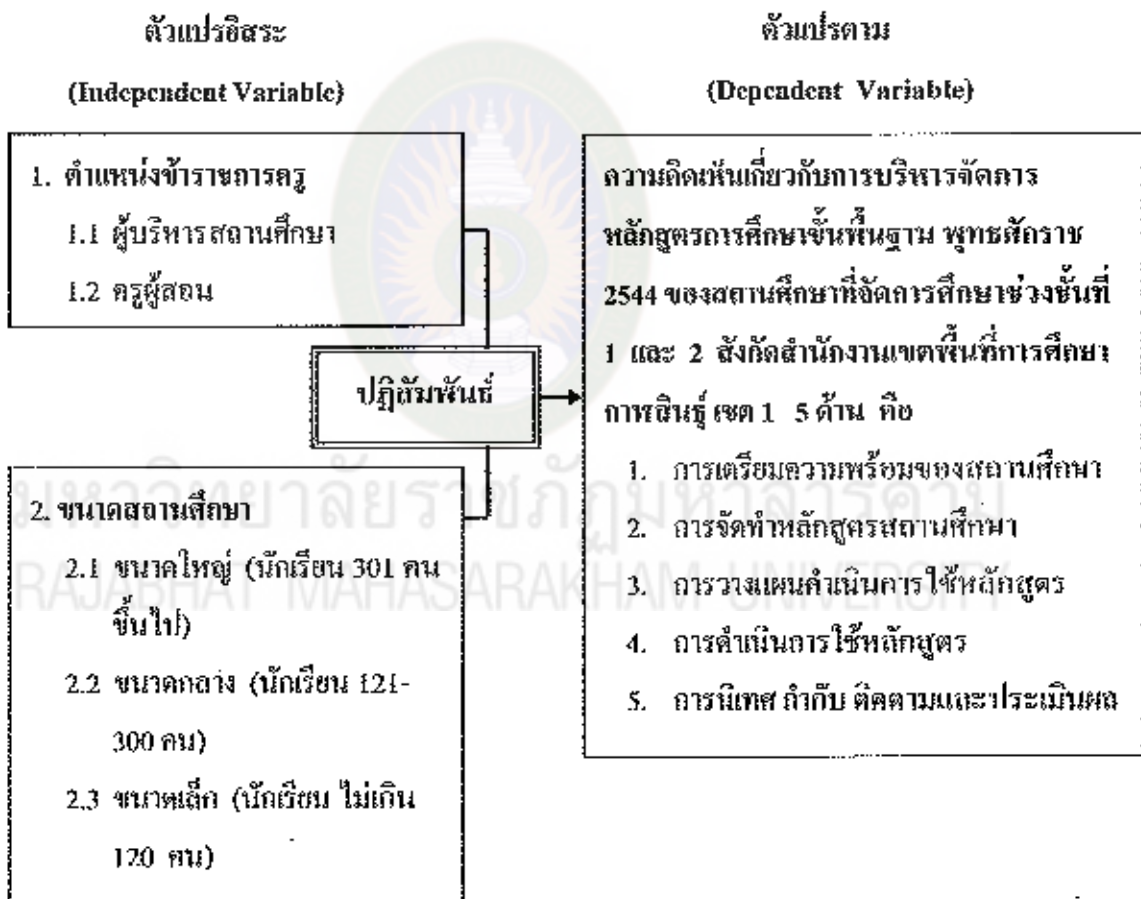 ตัวแปรอิสระ
(Independent Variable)
1. ตำแหน่งข้าราชการครู
1.1 ผู้บริหารสถานศึกษา
1.2 ครูผู้สอน
ปฏิสัมพันธ์
2. ขนาดสถานศึกษา
2.1 ขนาดใหญ่ (นักเรียน 301 คน
ขึ้นไป)
2.2 ขนาดกลาง (นักเรียน 121-
300 คน)
2.3 ขนาดเล็ก (นักเรียน ไม่เกิน
120 คน)
ตัวแปรตาม
(Dependent Variable)
ความคิดเห็นเกี่ยวกับการบริหารจัดการ
หลักสูตรการศึกษาขั้นพื้นฐาน พุทธศักราช
2544 ของสถานศึกษาที่จัดการศึกษาช่วงชั้นที่
1 และ 2 สังกัดสำนักงานเขตพื้นที่การศึกษา
กาฬสินธุ์ เขต 1 5 ด้าน คือ
1. การเตรียมความพร้อมของสถานศึกษา
2. การจัดทำหลักสูตรสถานศึกษา
3. การวางแผนดำเนินการใช้หลักสูตร
4. การดำเนินการใช้หลักสูตร
5. การนิเทศ กำกับ ติดตามและประเมินผล
มหาวิทยาลัยราชภัฏมหาสารคาม
RAJABHAT MAHASARAKHAM UNIVERSITY